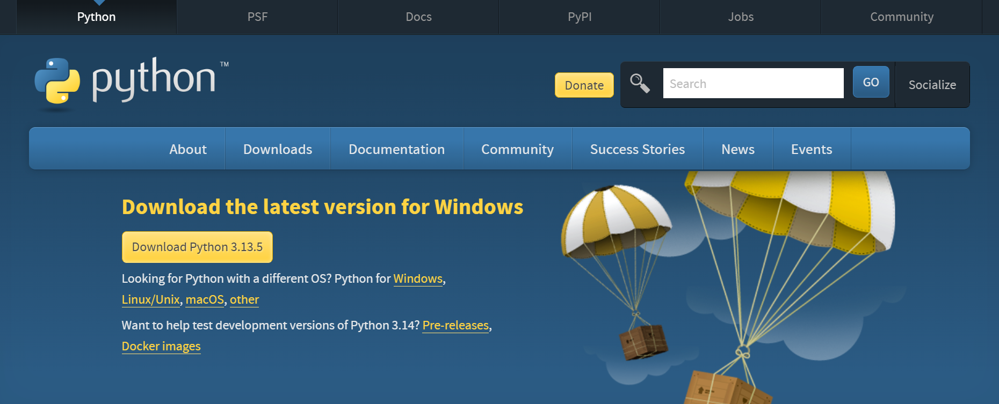 Python PSF Docs PyPI Jobs Community
python™
Donate Search GO Socialize
About Downloads Documentation Community Success Stories News Events
Download the latest version for Windows
Download Python 3.13.5
Looking for Python with a different OS? Python for Windows,
Linux/Unix, macOS, other
Want to help test development versions of Python 3.14? Pre-releases,
Docker images